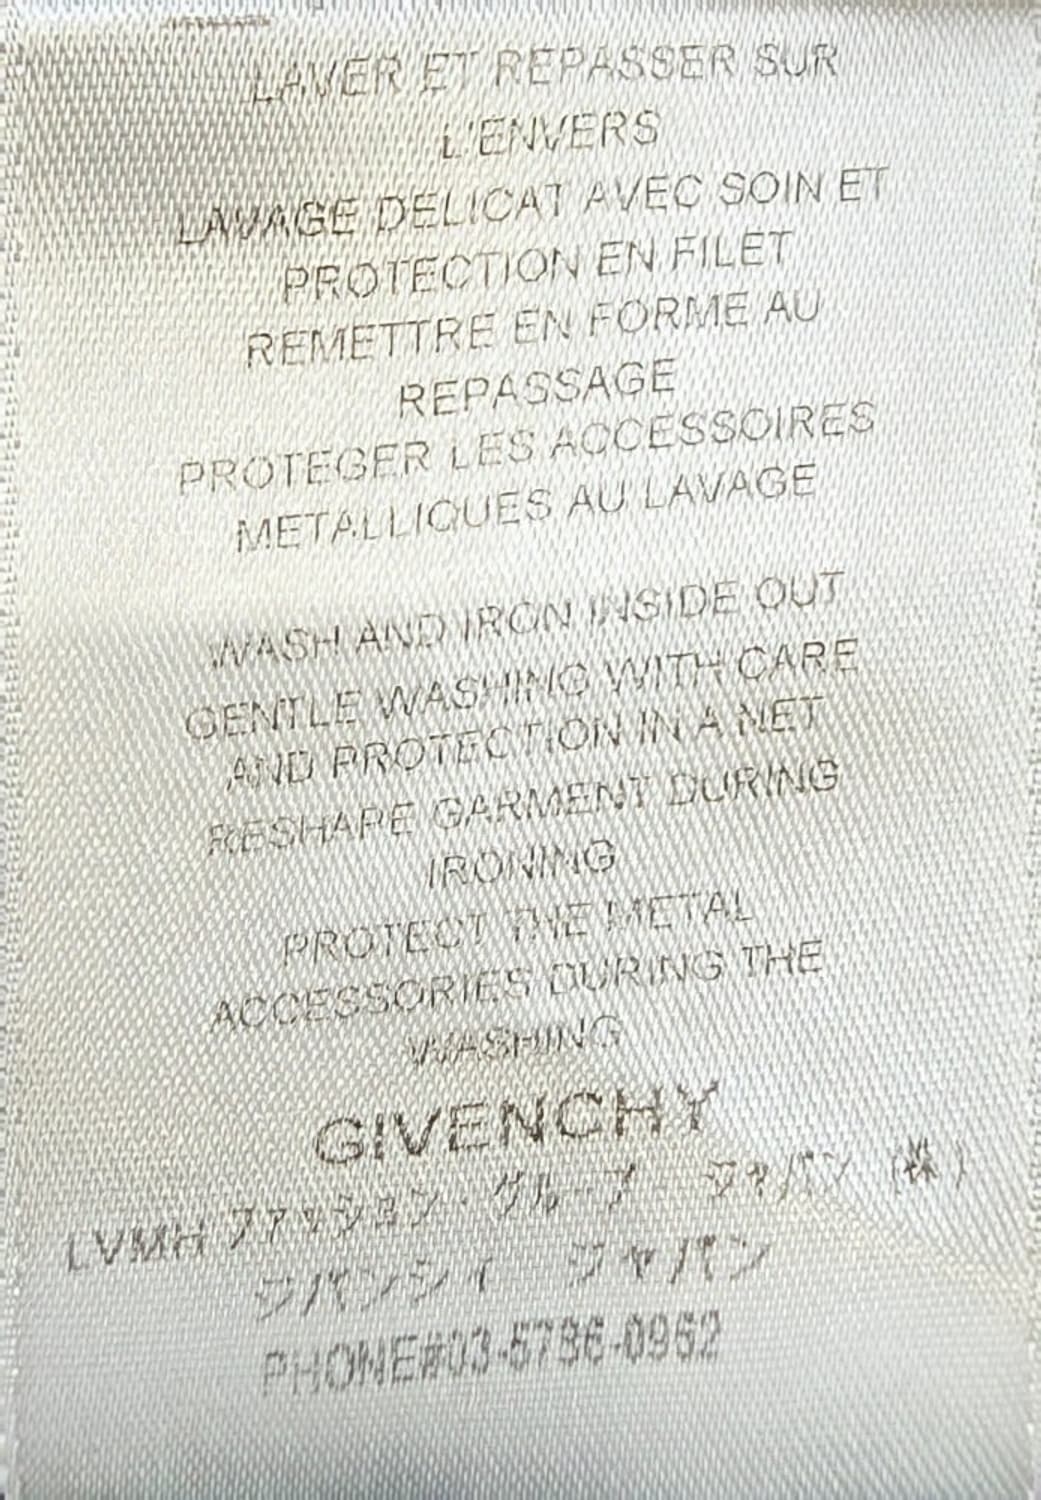 LAVER ET REPASSER SUR
L'ENVERS
LAVAGE DELICAT AVEC SOIN ET
PROTECTION EN FILET
REMETTRE EN FORME AU
REPASSAGE
PROTEGER LES ACCESSOIRES
METALLIQUES AU LAVAGE
WASH AND IRON INSIDE OUT
GENTLE WASHING WITH CARE
AND PROTECTION IN A NET
RESHAPE GARMENT DURING
IRONING
PROTECT THE METAL
ACCESSORIES DURING THE
WASHING
GIVENCHY
LVMH ファッション・グループ ジャパン (株)
ジバンシィ ジャパン
PHONE#03-5786-0962